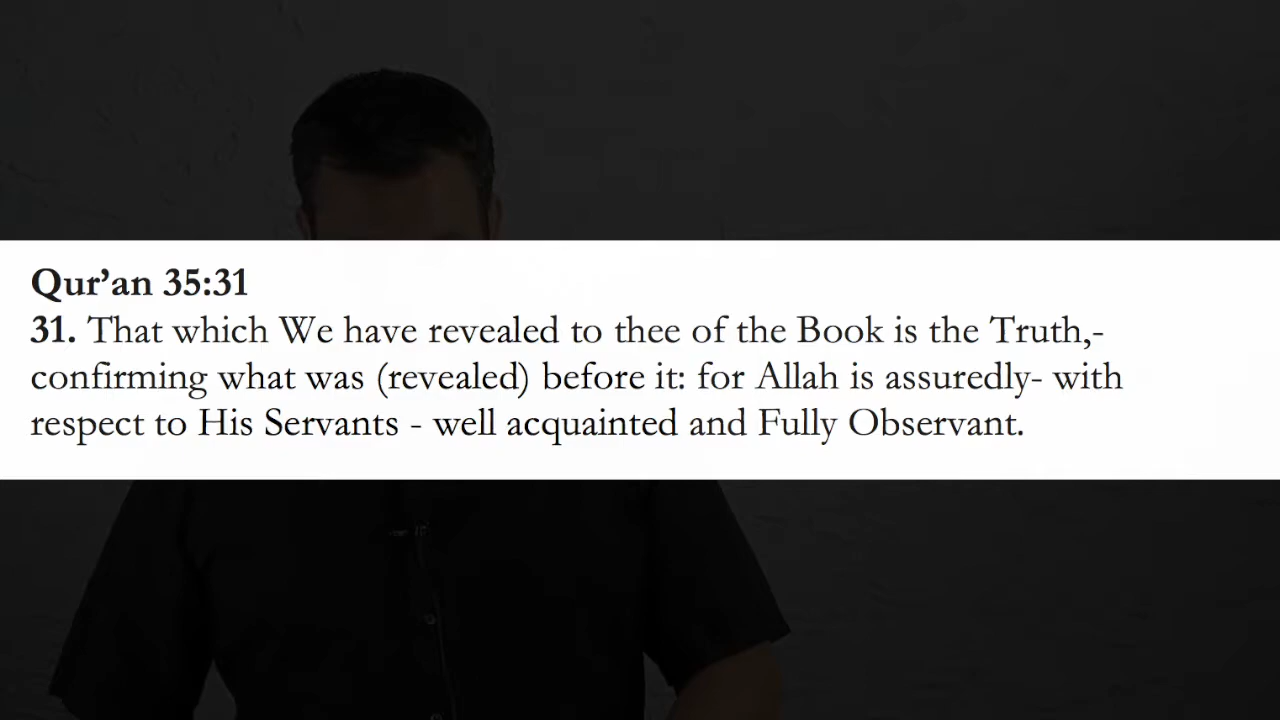 Qur’an 35:31
31. That which We have revealed to thee of the Book is the Truth,-
confirming what was (revealed) before it: for Allah is assuredly- with
respect to His Servants - well acquainted and Fully Observant.